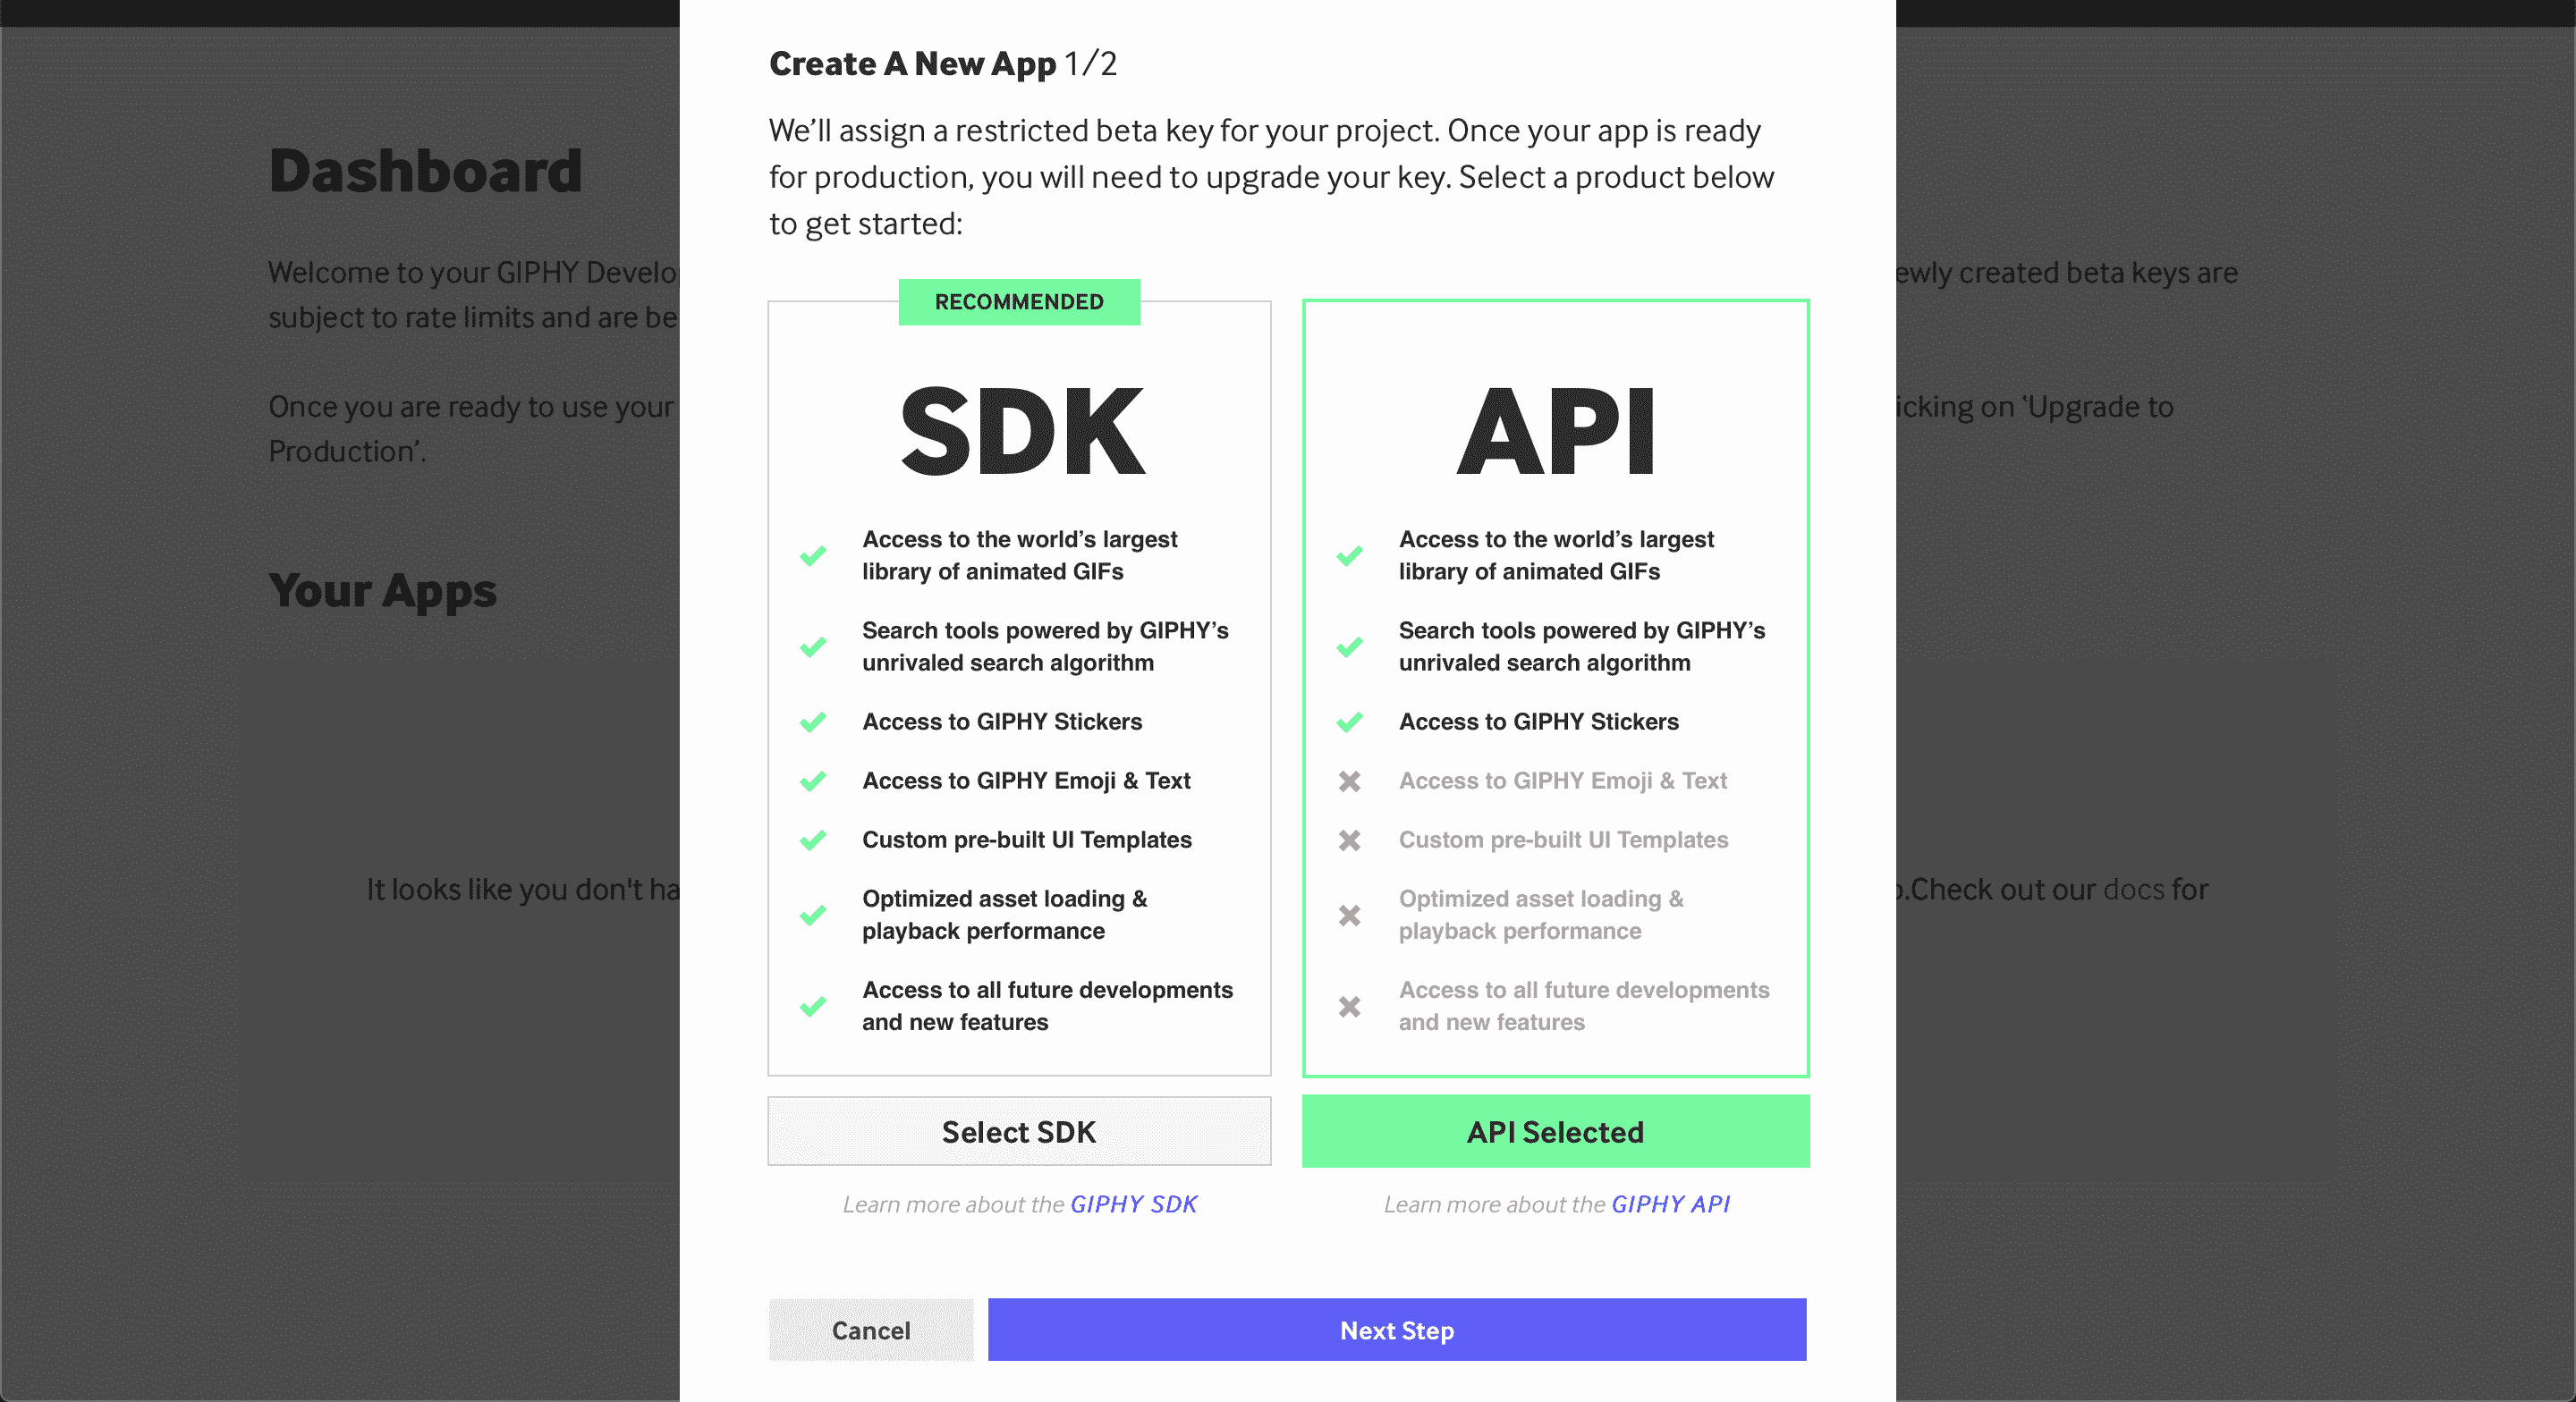 Create A New App 1/2
We’ll assign a restricted beta key for your project. Once your app is ready
for production, you will need to upgrade your key. Select a product below
to get started:
RECOMMENDED
SDK
Access to the world’s largest
library of animated GIFs
Search tools powered by GIPHY’s
unrivaled search algorithm
Access to GIPHY Stickers
Access to GIPHY Emoji & Text
Custom pre-built UI Templates
Optimized asset loading &
playback performance
Access to all future developments
and new features
Select SDK
Learn more about the GIPHY SDK
API
Access to the world’s largest
library of animated GIFs
Search tools powered by GIPHY’s
unrivaled search algorithm
Access to GIPHY Stickers
Access to GIPHY Emoji & Text
Custom pre-built UI Templates
Optimized asset loading &
playback performance
Access to all future developments
and new features
API Selected
Learn more about the GIPHY API
Cancel
Next Step
Dashboard
Welcome to your GIPHY
subject to rate limits and are
Once you are ready to use your
Production’.
Your Apps
It looks like you don't
created beta keys are
on ‘Upgrade to
Check out our docs for